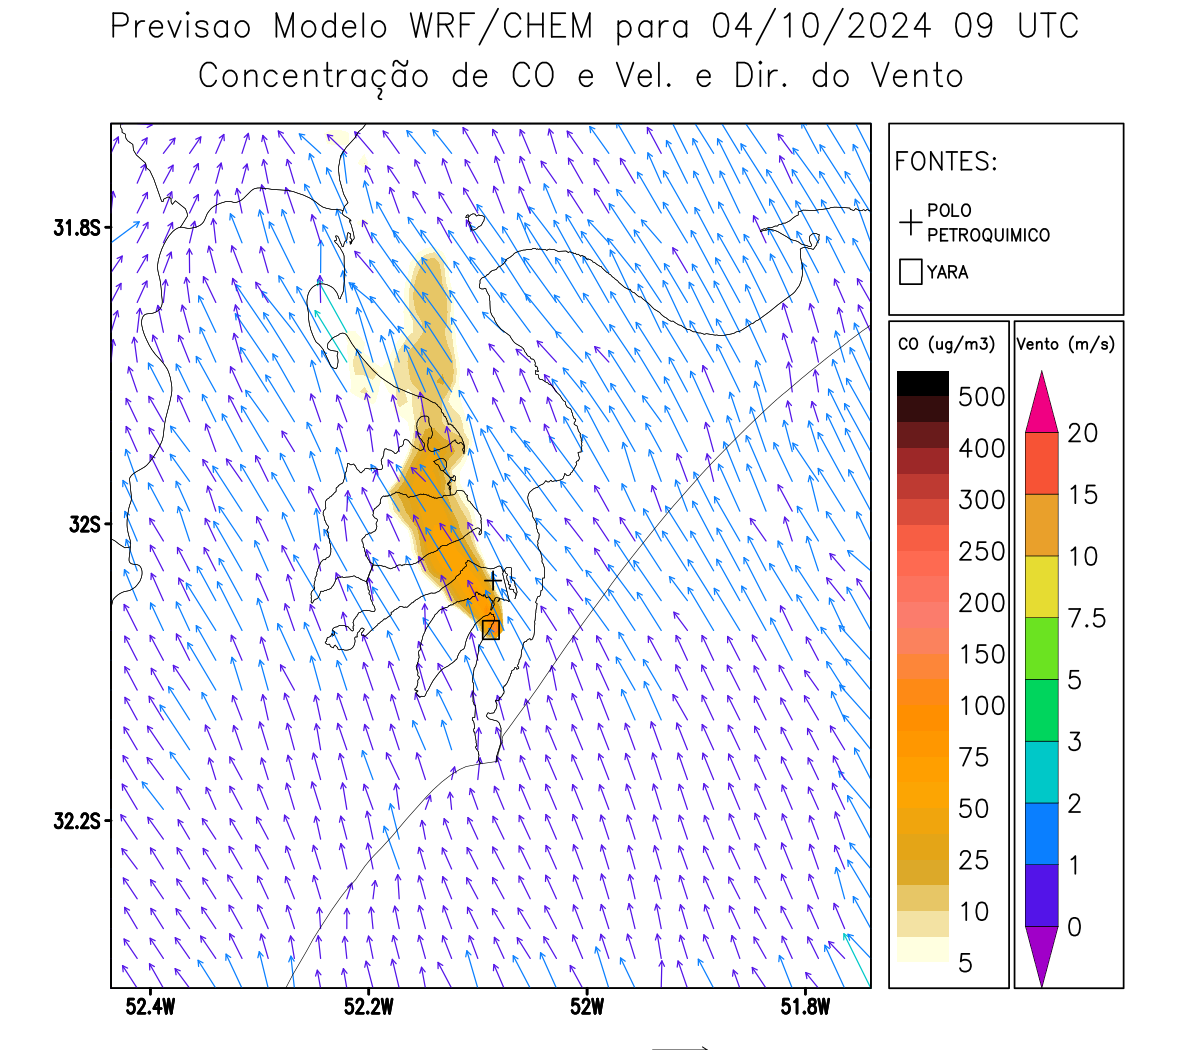 Previsao Modelo WRF/CHEM para 04/10/2024 09 UTC
Concentração de CO e Vel. e Dir. do Vento
FONTES:
POLO
PETROQUIMICO
YARA
CO (ug/m3)
500
400
300
250
200
150
100
75
50
25
10
5
Vento (m/s)
20
15
10
7.5
5
3
2
1
0
31.8S
32S
32.2S
52.4W
52.2W
52W
51.8W